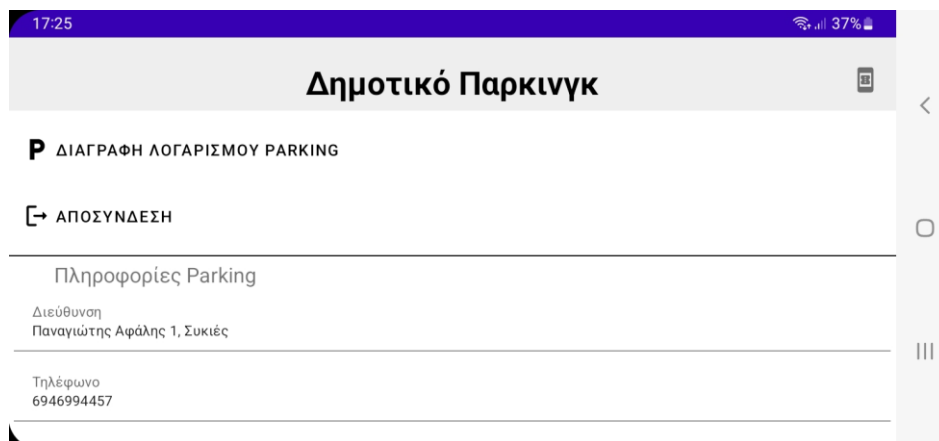 17:25 37%
Δημοτικό Παρκινγκ
P ΔΙΑΓΡΑΦΗ ΛΟΓΑΡΙΣΜΟΥ PARKING
ΑΠΟΣΥΝΔΕΣΗ
Πληροφορίες Parking
Διεύθυνση
Παναγιώτης Αφάλης 1, Συκιές
Τηλέφωνο
6946994457